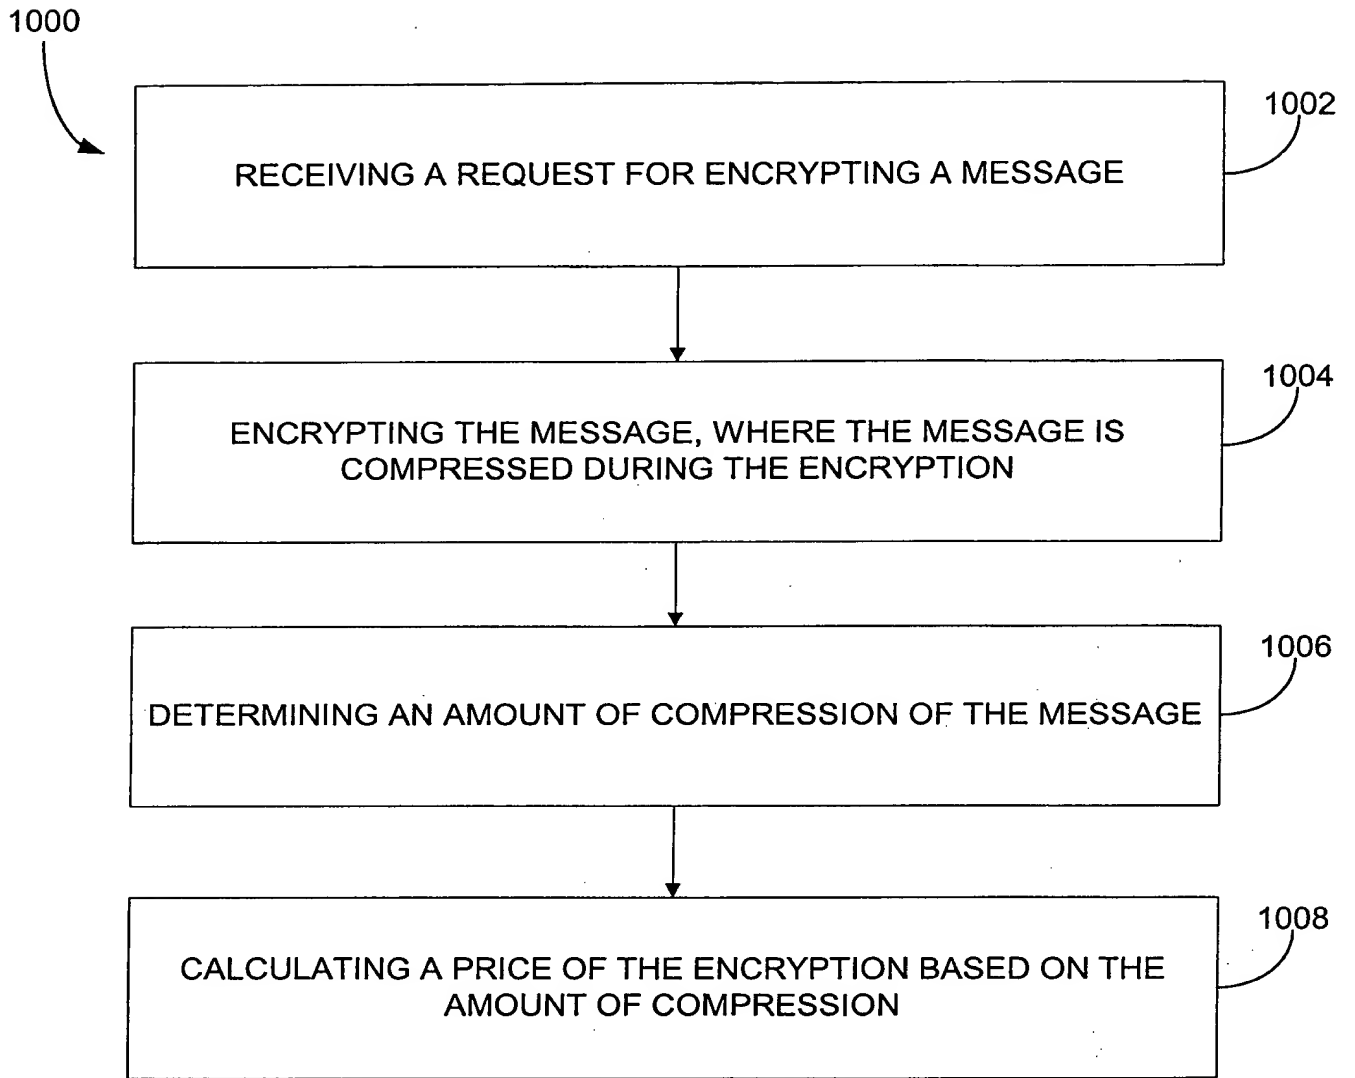 1000
1002
RECEIVING A REQUEST FOR ENCRYPTING A MESSAGE
1004
ENCRYPTING THE MESSAGE, WHERE THE MESSAGE IS
COMPRESSED DURING THE ENCRYPTION
1006
DETERMINING AN AMOUNT OF COMPRESSION OF THE MESSAGE
1008
CALCULATING A PRICE OF THE ENCRYPTION BASED ON THE
AMOUNT OF COMPRESSION